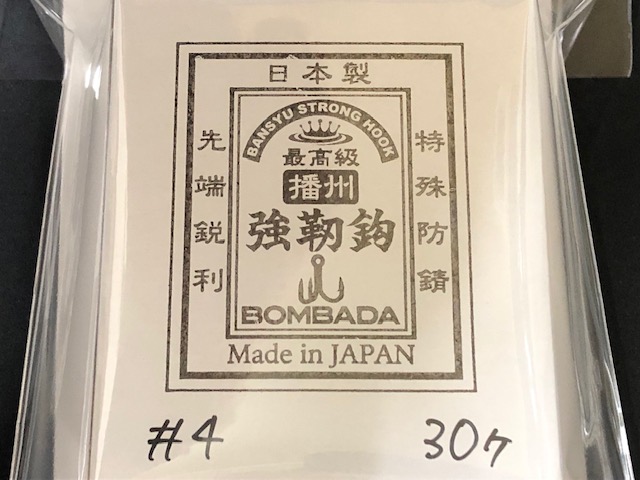 日本製
先端鋭利
特殊防錆
BANSYU STRONG HOOK
最高級
播州
強靭鈎
BOMBADA
Made in JAPAN
#4 30ヶ